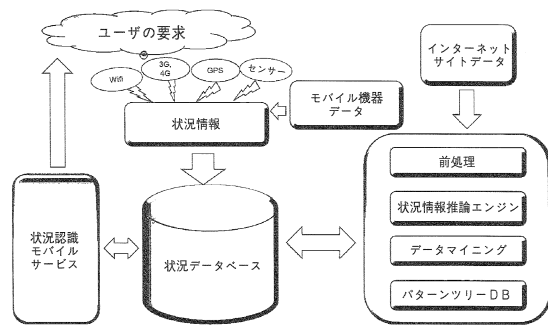 ユーザの要求
Wifi
3G,
4G
GPS
センサー
インターネット
サイトデータ
モバイル機器
データ
状況情報
前処理
状況情報推論エンジン
データマイニング
パターンツリーDB
状況認識
モバイル
サービス
状況データベース